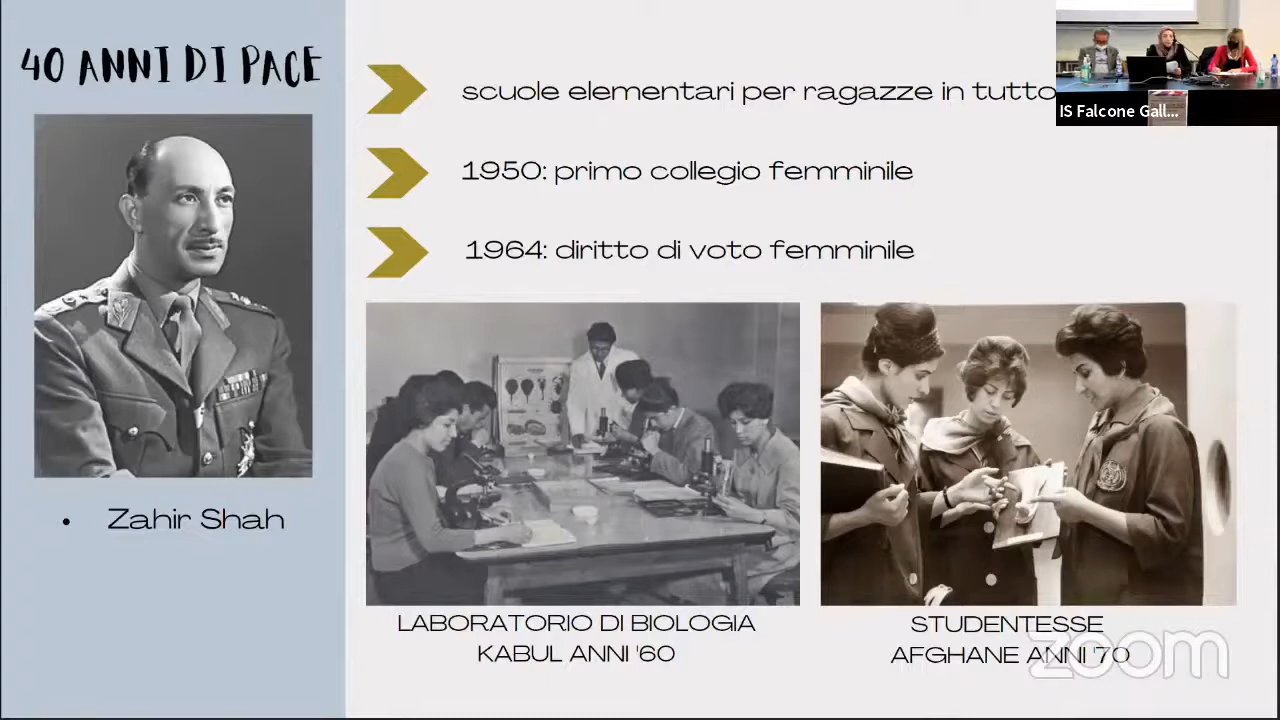 40 ANNI DI PACE
Zahir Shah
scuole elementari per ragazze in tutto
1950: primo collegio femminile
1964: diritto di voto femminile
LABORATORIO DI BIOLOGIA
KABUL ANNI '60
STUDENTESSE
AFGHANE ANNI '70
IS Falcone Gall...
zoom